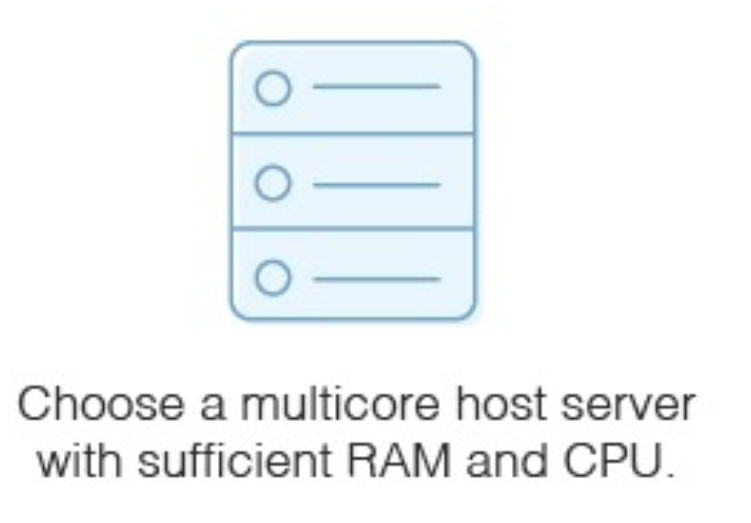 Choose a multicore host server
with sufficient RAM and CPU.